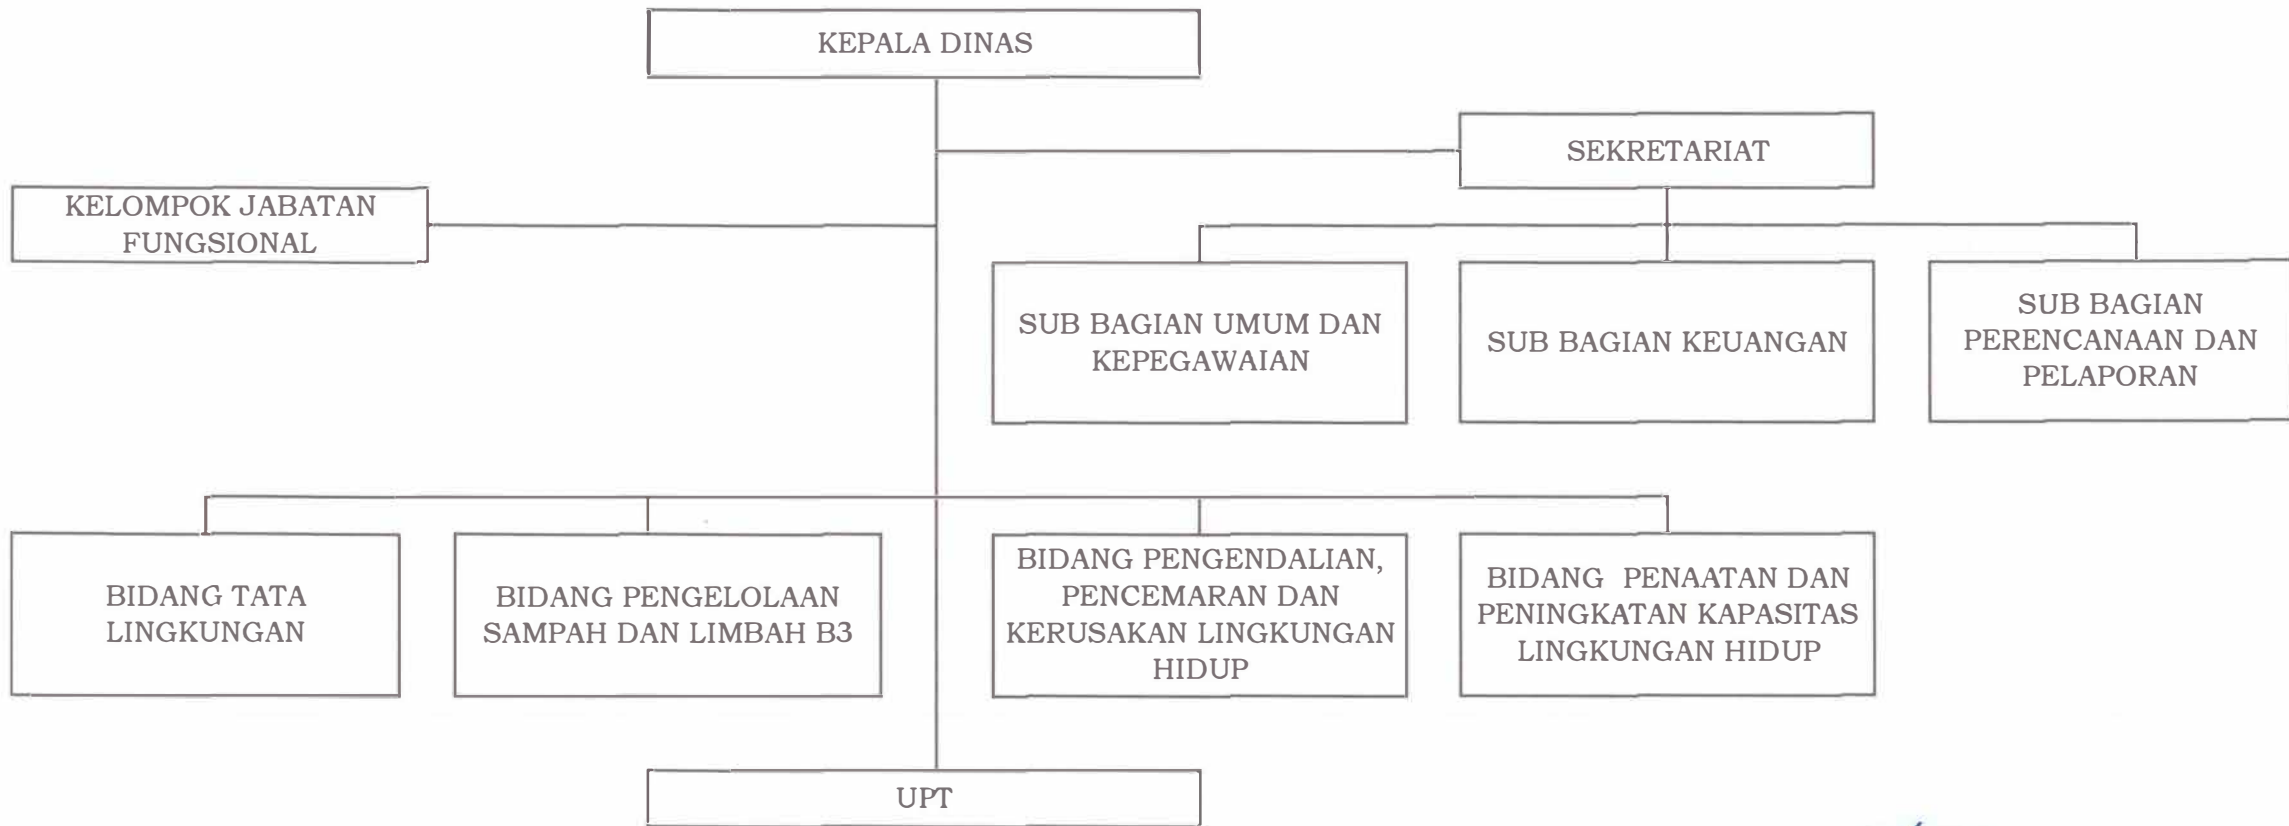 KEPALA DINAS
SEKRETARIAT
KELOMPOK JABATAN
FUNGSIONAL
SUB BAGIAN UMUM DAN
KEPEGAWAIAN
SUB BAGIAN KEUANGAN
SUB BAGIAN
PERENCANAAN DAN
PELAPORAN
BIDANG TATA
LINGKUNGAN
BIDANG PENGELOLAAN
SAMPAH DAN LIMBAH B3
BIDANG PENGENDALIAN,
PENCEMARAN DAN
KERUSAKAN LINGKUNGAN
HIDUP
BIDANG PENAATAN DAN
PENINGKATAN KAPASITAS
LINGKUNGAN HIDUP
UPT